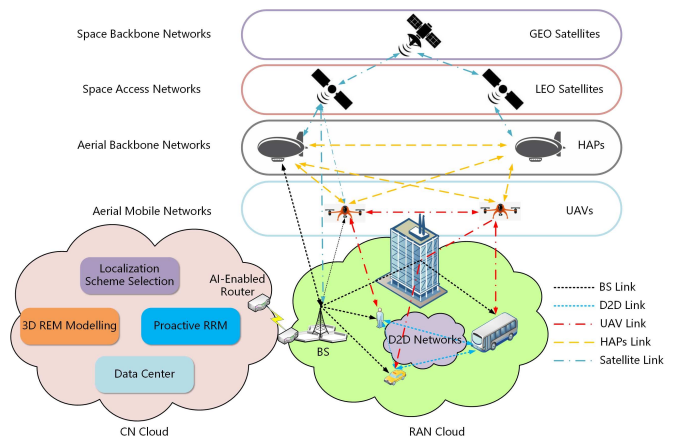 Space Backbone Networks
GEO Satellites
Space Access Networks
LEO Satellites
Aerial Backbone Networks
HAPs
Aerial Mobile Networks
UAVs
Localization
Scheme Selection
AI-Enabled
Router
3D REM Modelling
Proactive RRM
Data Center
BS
D2D Networks
BS Link
D2D Link
UAV Link
HAPs Link
Satellite Link
CN Cloud
RAN Cloud